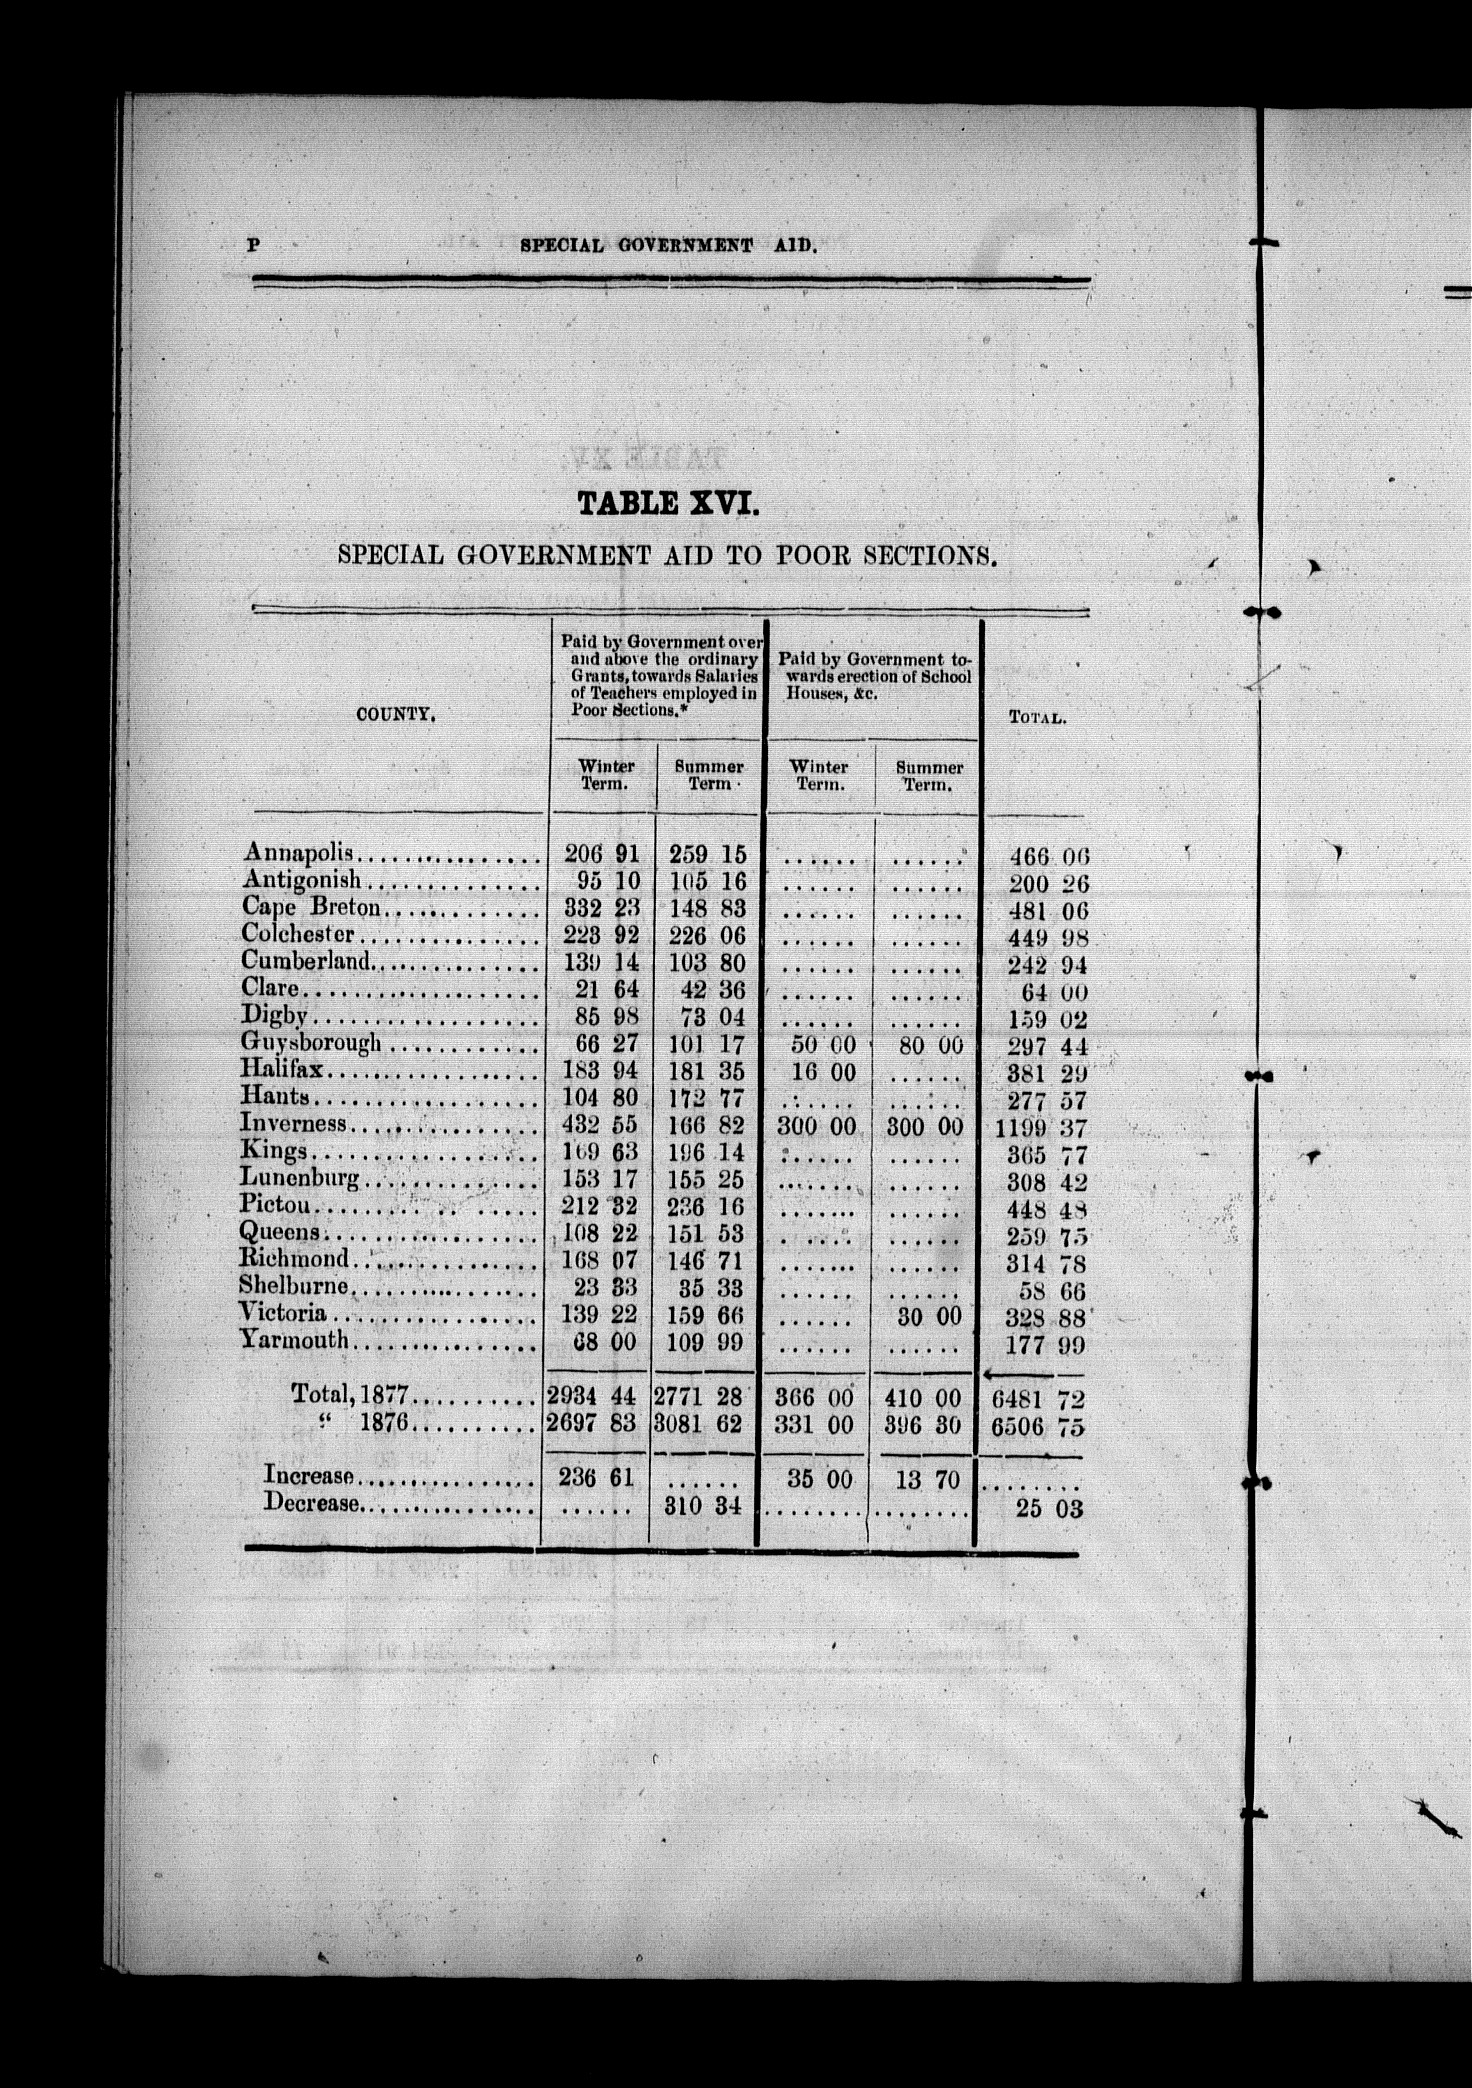 P SPECIAL GOVERNMENT AID.
TABLE XVI.
SPECIAL GOVERNMENT AID TO POOR SECTIONS.
COUNTY.
Paid by Government over
and above the ordinary
Grants, towards Salaries
of Teachers employed in
Poor Sections.*
Paid by Government to-
wards erection of School
Houses, &c.
TOTAL.
Winter Term. Summer Term. Winter Term. Summer Term.
Annapolis................ 206 91 259 15 ...... ...... 466 06
Antigonish............... 95 10 105 16 ...... ...... 200 26
Cape Breton............. 332 23 148 83 ...... ...... 481 06
Colchester................ 223 92 226 06 ...... ...... 449 98
Cumberland.............. 139 14 103 80 ...... ...... 242 94
Clare.................... 21 64 42 36 ...... ...... 64 00
Digby................... 85 98 73 04 ...... ...... 159 02
Guysborough ............ 66 27 101 17 50 00 80 00 297 44
Halifax.................. 183 94 181 35 16 00 ...... 381 29
Hants................... 104 80 172 77 ...... ...... 277 57
Inverness................ 432 55 166 82 300 00 300 00 1199 37
Kings................... 169 63 196 14 ...... ...... 365 77
Lunenburg............... 153 17 155 25 ....... ...... 308 42
Pictou................... 212 32 236 16 ....... ...... 448 48
Queens.................. 108 22 151 53 ...... ...... 259 75
Richmond................ 168 07 146 71 ....... ...... 314 78
Shelburne................ 23 33 35 33 ...... ...... 58 66
Victoria.................. 139 22 159 66 ...... 30 00 328 88
Yarmouth................ 68 00 109 99 ...... ...... 177 99
Total, 1877........... 2934 44 2771 28 366 00 410 00 6481 72
“ 1876........... 2697 83 3081 62 331 00 396 30 6506 75
Increase................ 236 61 ...... 35 00 13 70 ........
Decrease................ ...... 310 34 ........ ........ 25 03